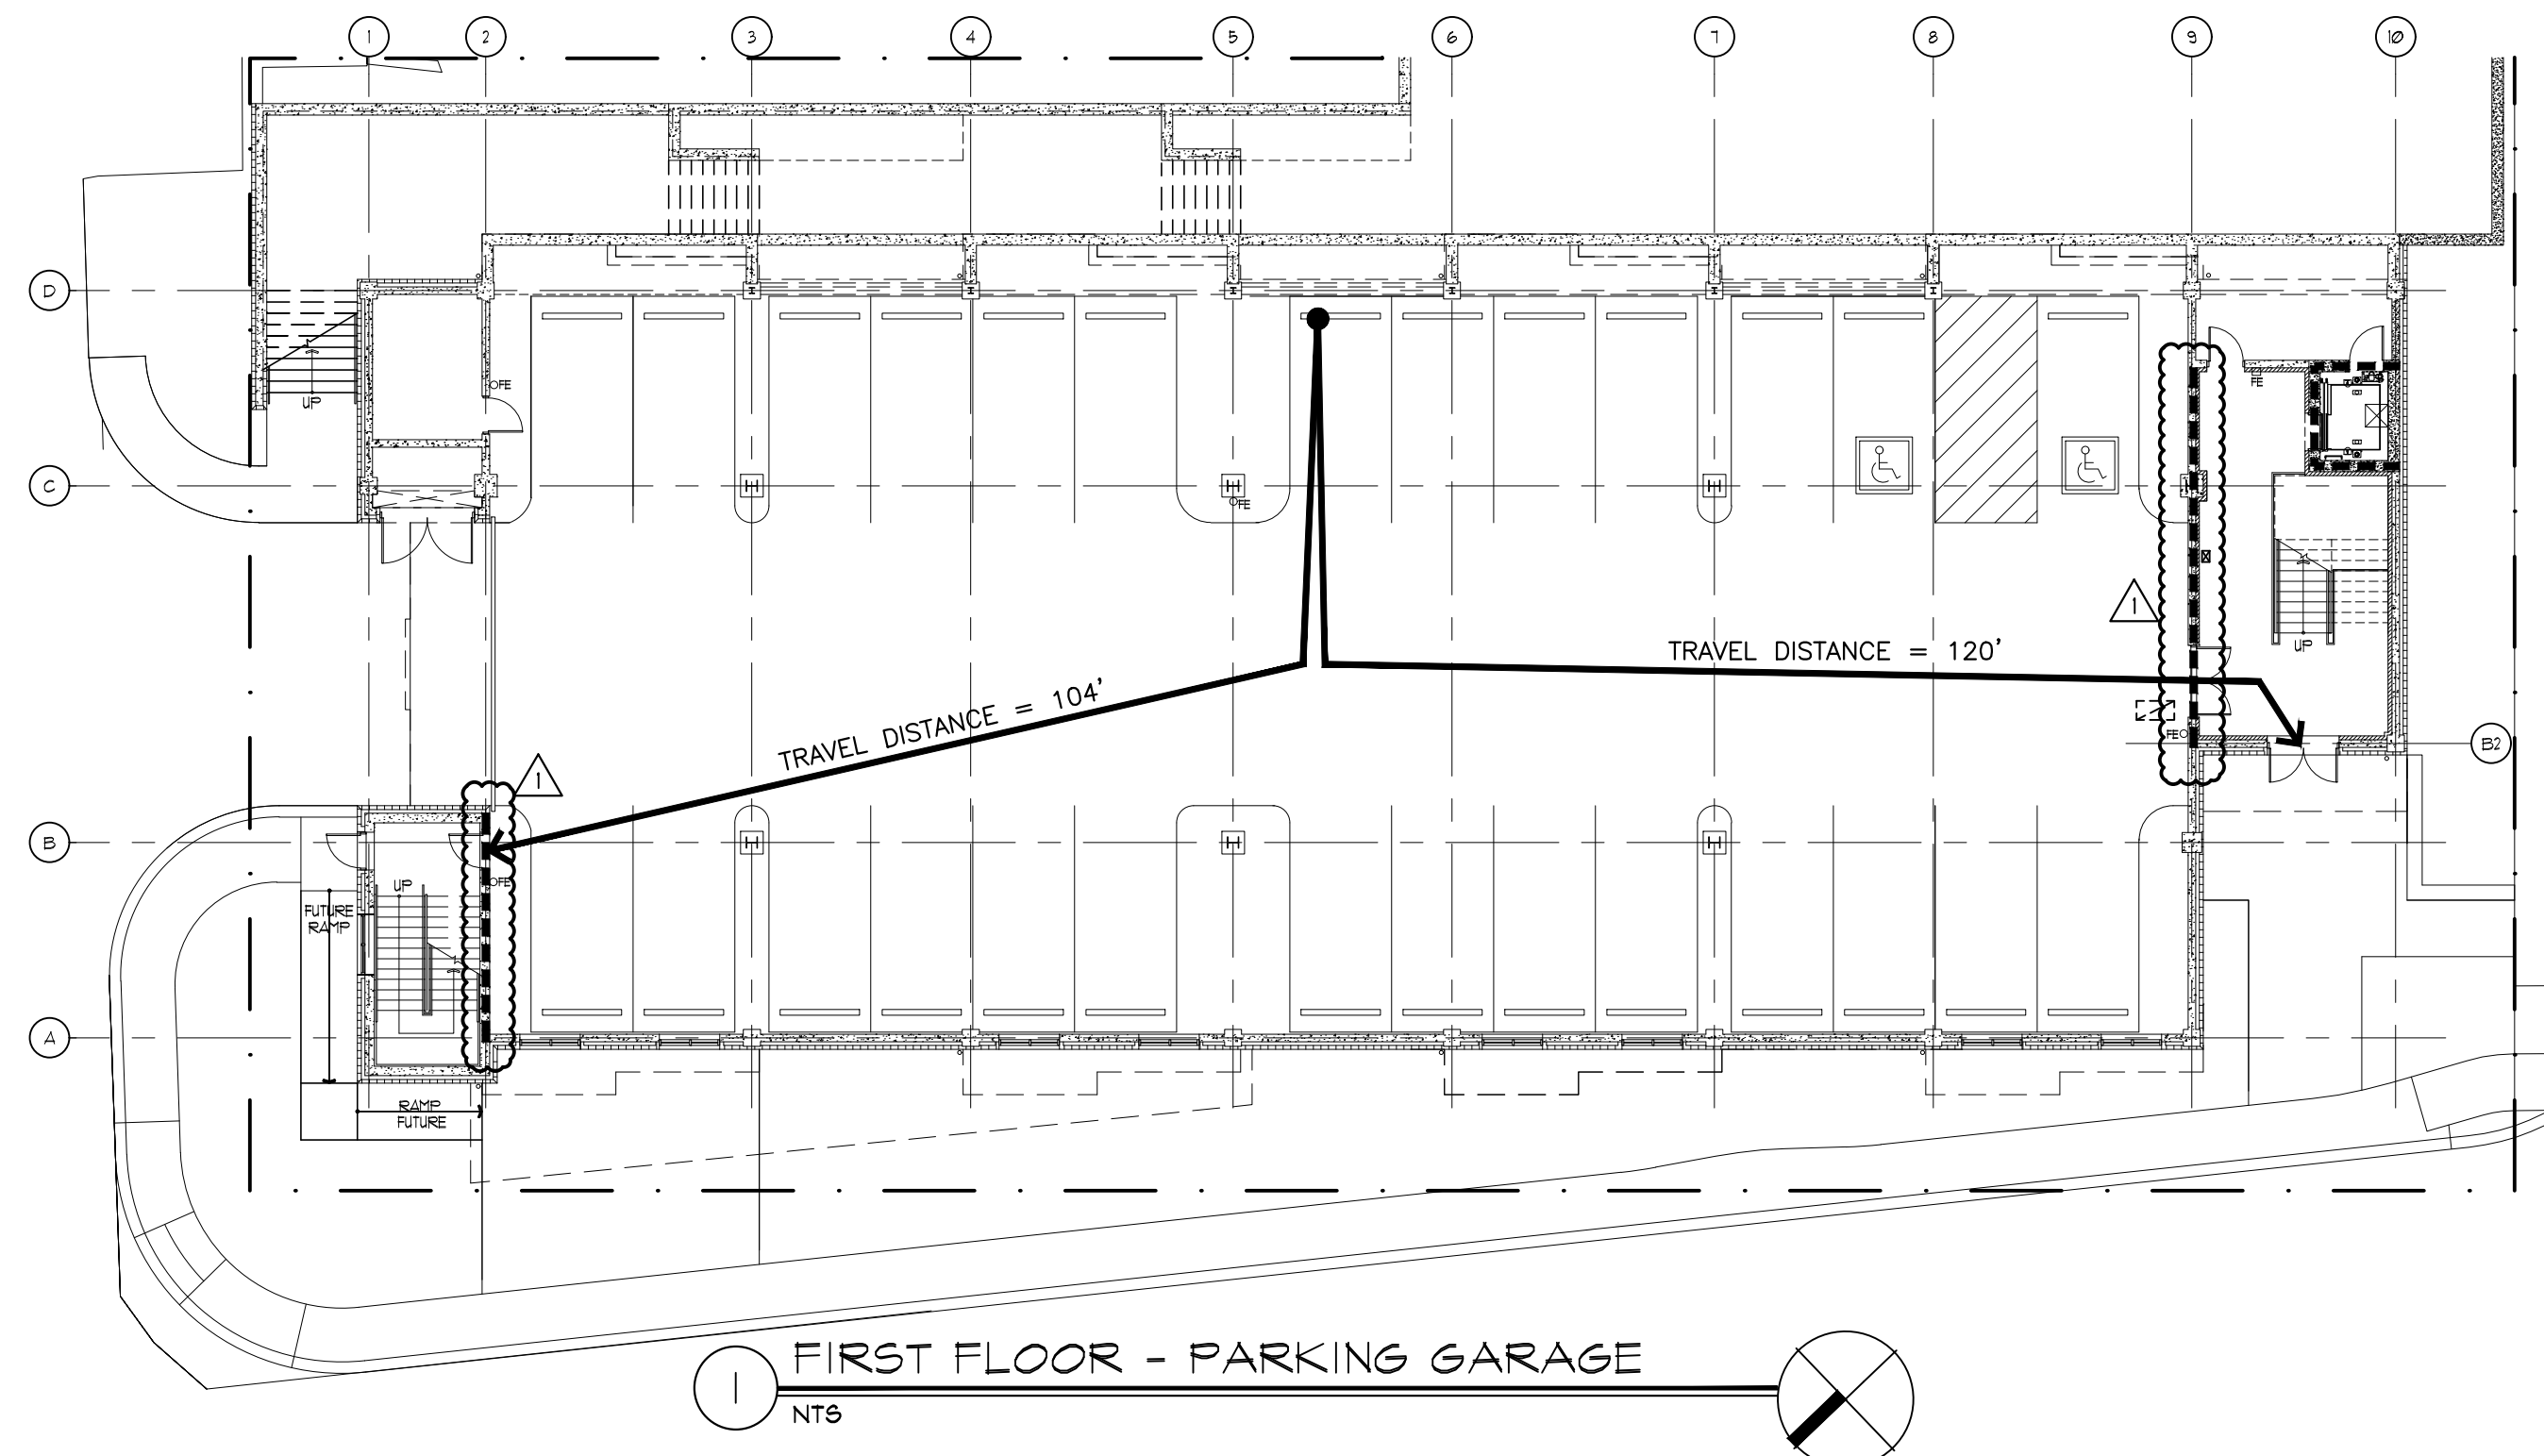 1 2 3 4 5 6 7 8 9 10
D
FE
FE
UP
C
FE
1
UP
TRAVEL DISTANCE = 120'
TRAVEL DISTANCE = 104'
FE
B2
1
B
FE
UP
FUTURE
RAMP
A
RAMP
FUTURE
1
FIRST FLOOR - PARKING GARAGE
NTS